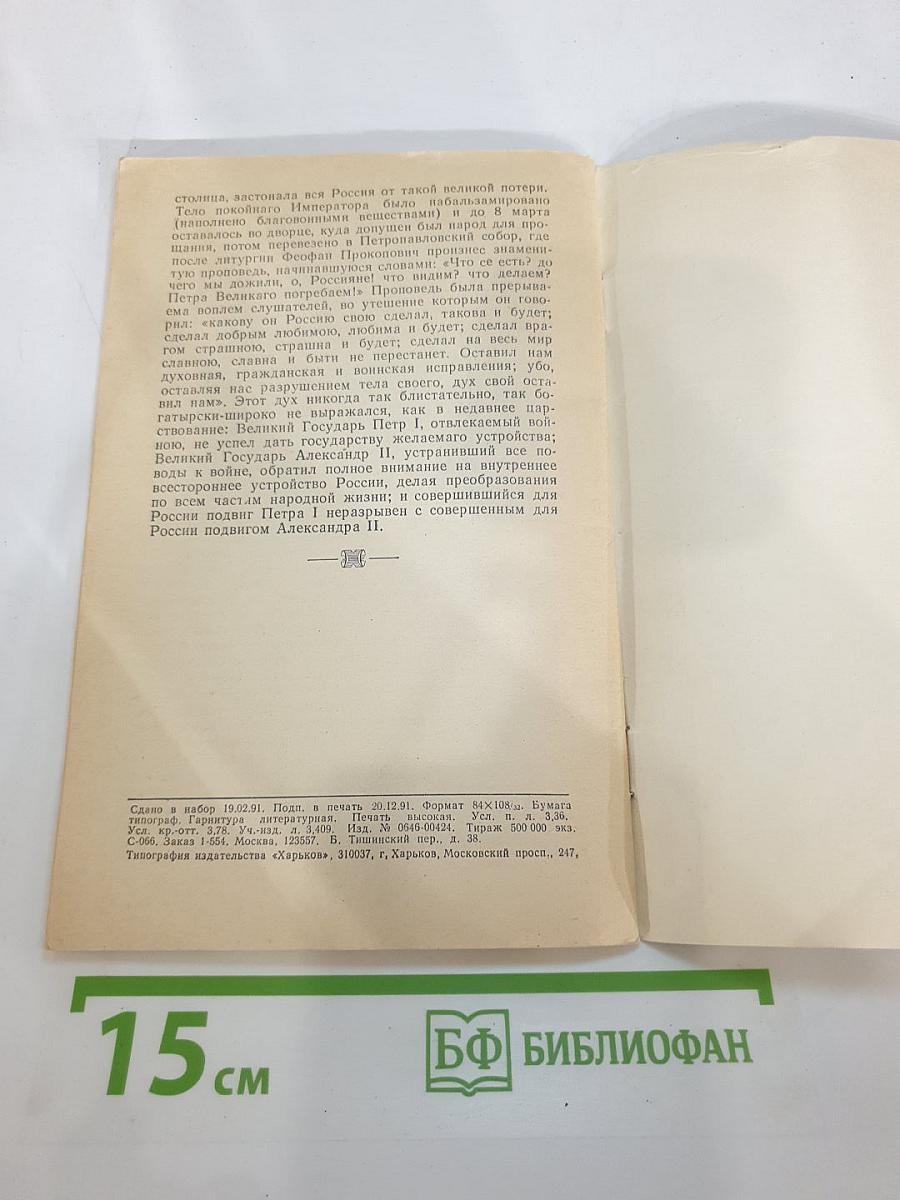 столица, застонала вся Россия от такой великой потери.
Тело покойнаго Императора было набальзамировано
(наполнено благовонными веществами) и до 8 марта
оставалось во дворце, куда допущен был народ для про-
щания, потом перевезено в Петропавловский собор, где
после литургии Феофан Прокопович произнес знамени-
тую проповедь, начинавшуюся словами: «Что се есть? до
чего мы дожили, о, Россияне! что видим? что делаем?
Петра Великаго погребаем!» Проповедь была прерыва-
ема воплем слушателей, во утешение которым он гово-
рил: «какову он Россию свою сделал, такова и будет;
сделал добрым любимою, любима и будет; сделал вра-
гом страшною, страшна и будет; сделал на весь мир
славною, славна и быти не перестанет. Оставил нам
духовная, гражданская и воинская исправления; убо,
оставляя нас разрушением тела своего, дух свой оста-
вил нам». Этот дух никогда так блистательно, так бо-
гатырски-широко не выражался, как в недавнее цар-
ствование: Великий Государь Петр I, отвлекаемый вой-
ною, не успел дать государству желаемаго устройства;
Великий Государь Александр II, устранивший все по-
воды к войне, обратил полное внимание на внутреннее
всестороннее устройство России, делая преобразования
по всем частям народной жизни; и совершившийся для
России подвиг Петра I неразрывен с совершенным для
России подвигом Александра II.
Сдано в набор 19.02.91. Подп. в печать 20.12.91. Формат 84×108/32. Бумага
типограф. Гарнитура литературная. Печать высокая. Усл. п. л. 3,36.
Усл. кр.-отт. 3,78. Уч.-изд. л. 3,409. Изд. № 0646-00424. Тираж 500 000 экз.
С-066. Заказ 1-554. Москва, 123557. Б. Тишинский пер., д. 38.
Типография издательства «Харьков», 310037, г, Харьков, Московский просп., 247,
15 см
БФ БИБЛИОФАН